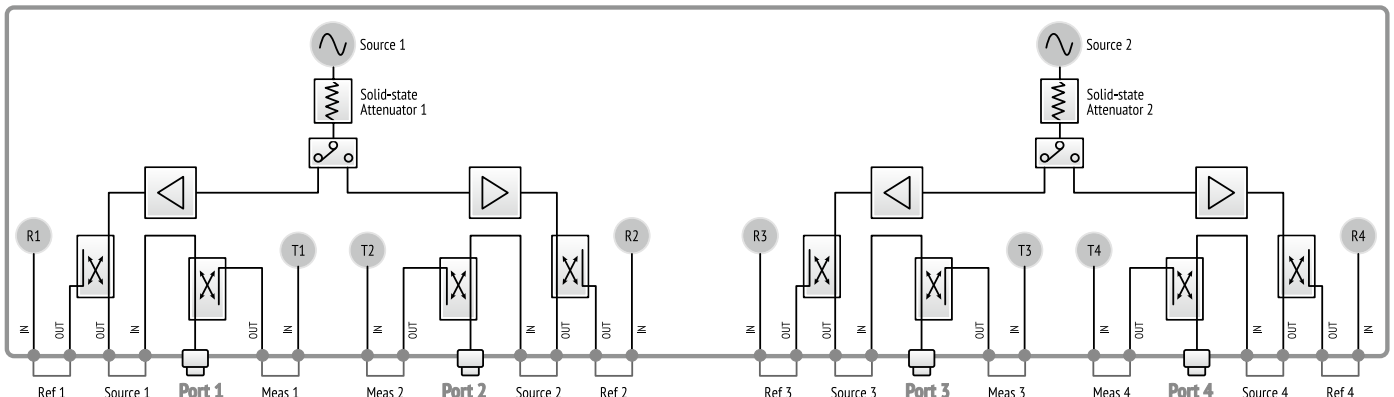 Source 1
Source 2
Solid-state
Attenuator 1
Solid-state
Attenuator 2
R1
T1
T2
R2
R3
T3
T4
R4
IN
OUT
OUT
IN
OUT
IN
IN
OUT
IN
OUT
OUT
IN
IN
OUT
OUT
IN
OUT
IN
IN
OUT
IN
OUT
OUT
IN
Ref 1
Source 1
Port 1
Meas 1
Meas 2
Port 2
Source 2
Ref 2
Ref 3
Source 3
Port 3
Meas 3
Meas 4
Port 4
Source 4
Ref 4